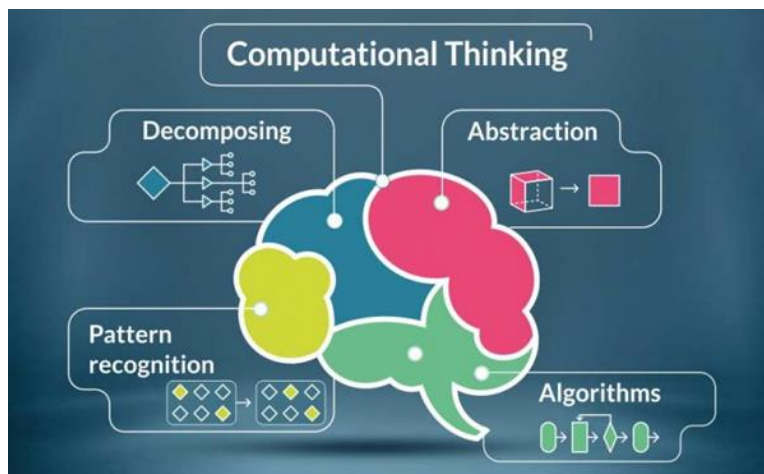 Computational Thinking
Decomposing
Abstraction
Pattern
recognition
Algorithms